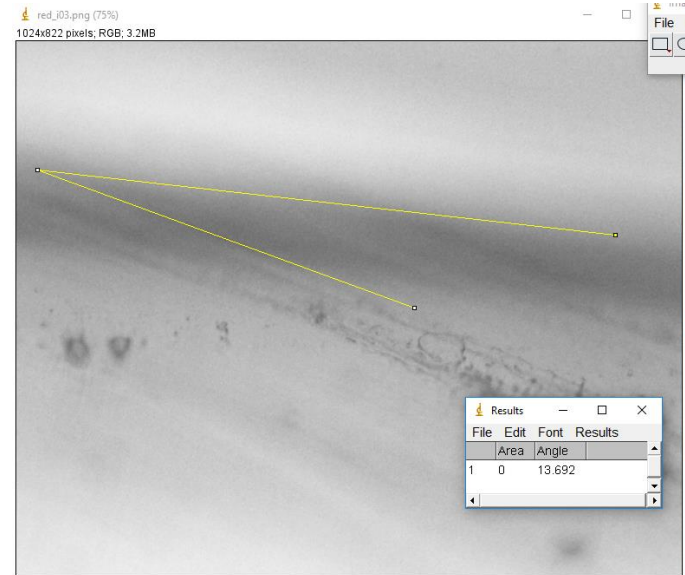 red_i03.png (75%)
1024x822 pixels; RGB; 3.2MB
File
Results
File Edit Font Results
Area Angle
1 0 13.692